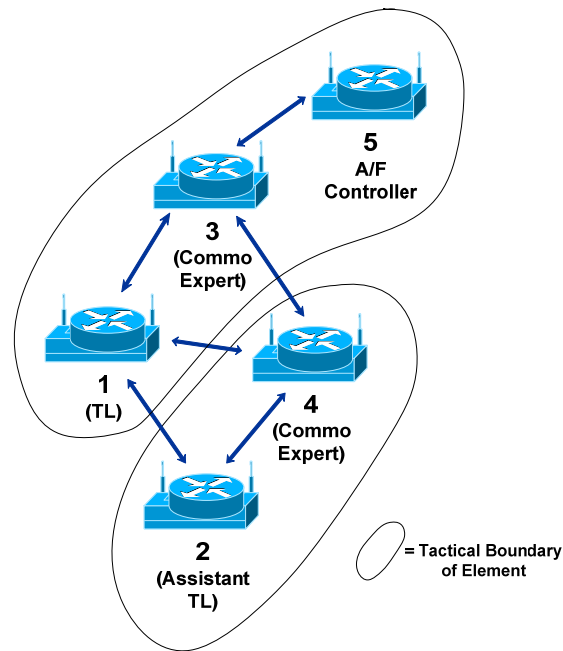 5
A/F
Controller
3
(Commo
Expert)
1
(TL)
4
(Commo
Expert)
2
(Assistant
TL)
= Tactical Boundary
of Element